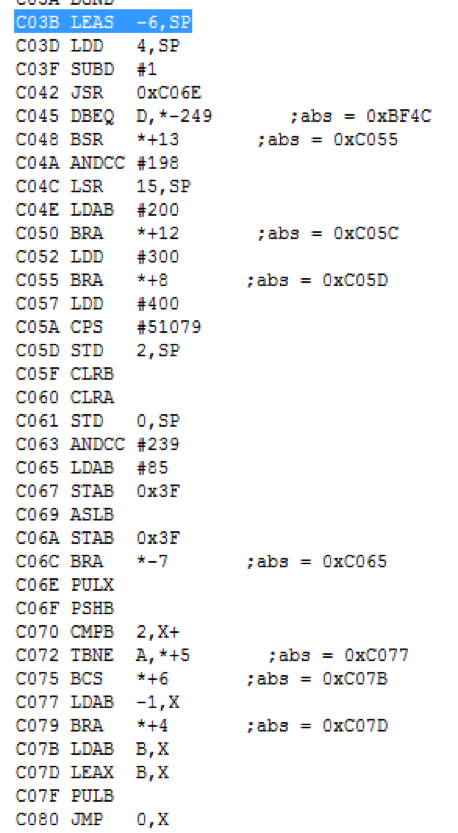 C03B LEAS -6,SP
C03D LDD 4,SP
C03F SUBD #1
C042 JSR 0xC06E
C045 DBEQ D,*-249 ;abs = 0xBF4C
C048 BSR *+13 ;abs = 0xC055
C04A ANDCC #198
C04C LSR 15,SP
C04E LDAB #200
C050 BRA *+12 ;abs = 0xC05C
C052 LDD #300
C055 BRA *+8 ;abs = 0xC05D
C057 LDD #400
C05A CPS #51079
C05D STD 2,SP
C05F CLRB
C060 CLRA
C061 STD 0,SP
C063 ANDCC #239
C065 LDAB #85
C067 STAB 0x3F
C069 ASLB
C06A STAB 0x3F
C06C BRA *-7 ;abs = 0xC065
C06E PULX
C06F PSHB
C070 CMPB 2,X+
C072 TBNE A,*+5 ;abs = 0xC077
C075 BCS *+6 ;abs = 0xC07B
C077 LDAB -1,X
C079 BRA *+4 ;abs = 0xC07D
C07B LDAB B,X
C07D LEAX B,X
C07F PULB
C080 JMP 0,X